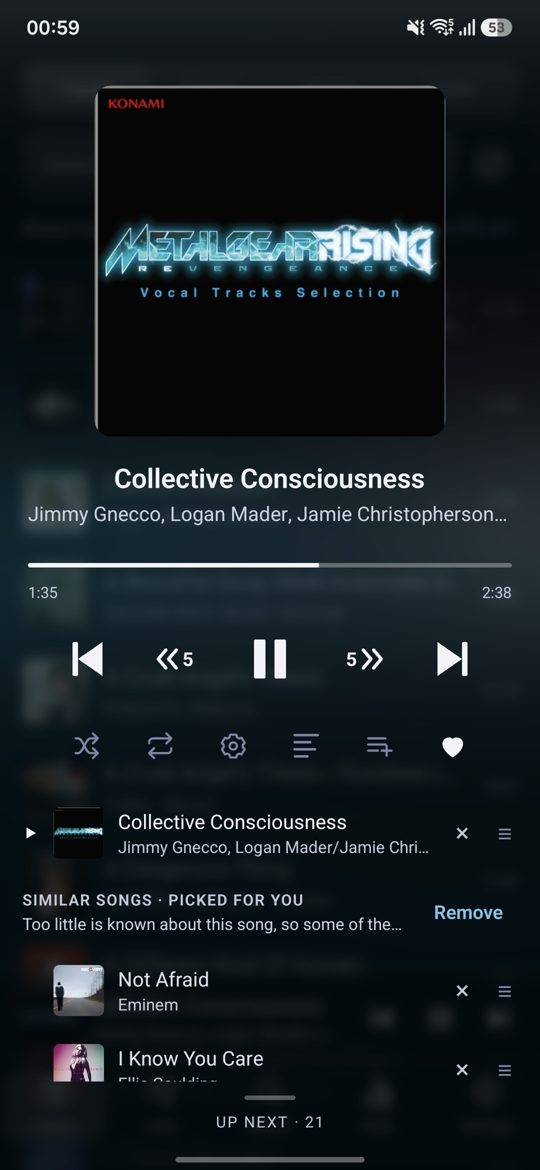 00:59
53
KONAMI
METAL GEAR RISING
REVENGEANCE
Vocal Tracks Selection
Collective Consciousness
Jimmy Gnecco, Logan Mader, Jamie Christopherson...
1:35
2:38
5
5
Collective Consciousness
Jimmy Gnecco, Logan Mader/Jamie Chri...
SIMILAR SONGS · PICKED FOR YOU
Too little is known about this song, so some of the...
Remove
Not Afraid
Eminem
I Know You Care
Ellie Goulding
UP NEXT · 21